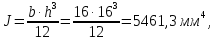 J = b·h³/12 = 16·16³/12 = 5461,3 мм⁴,